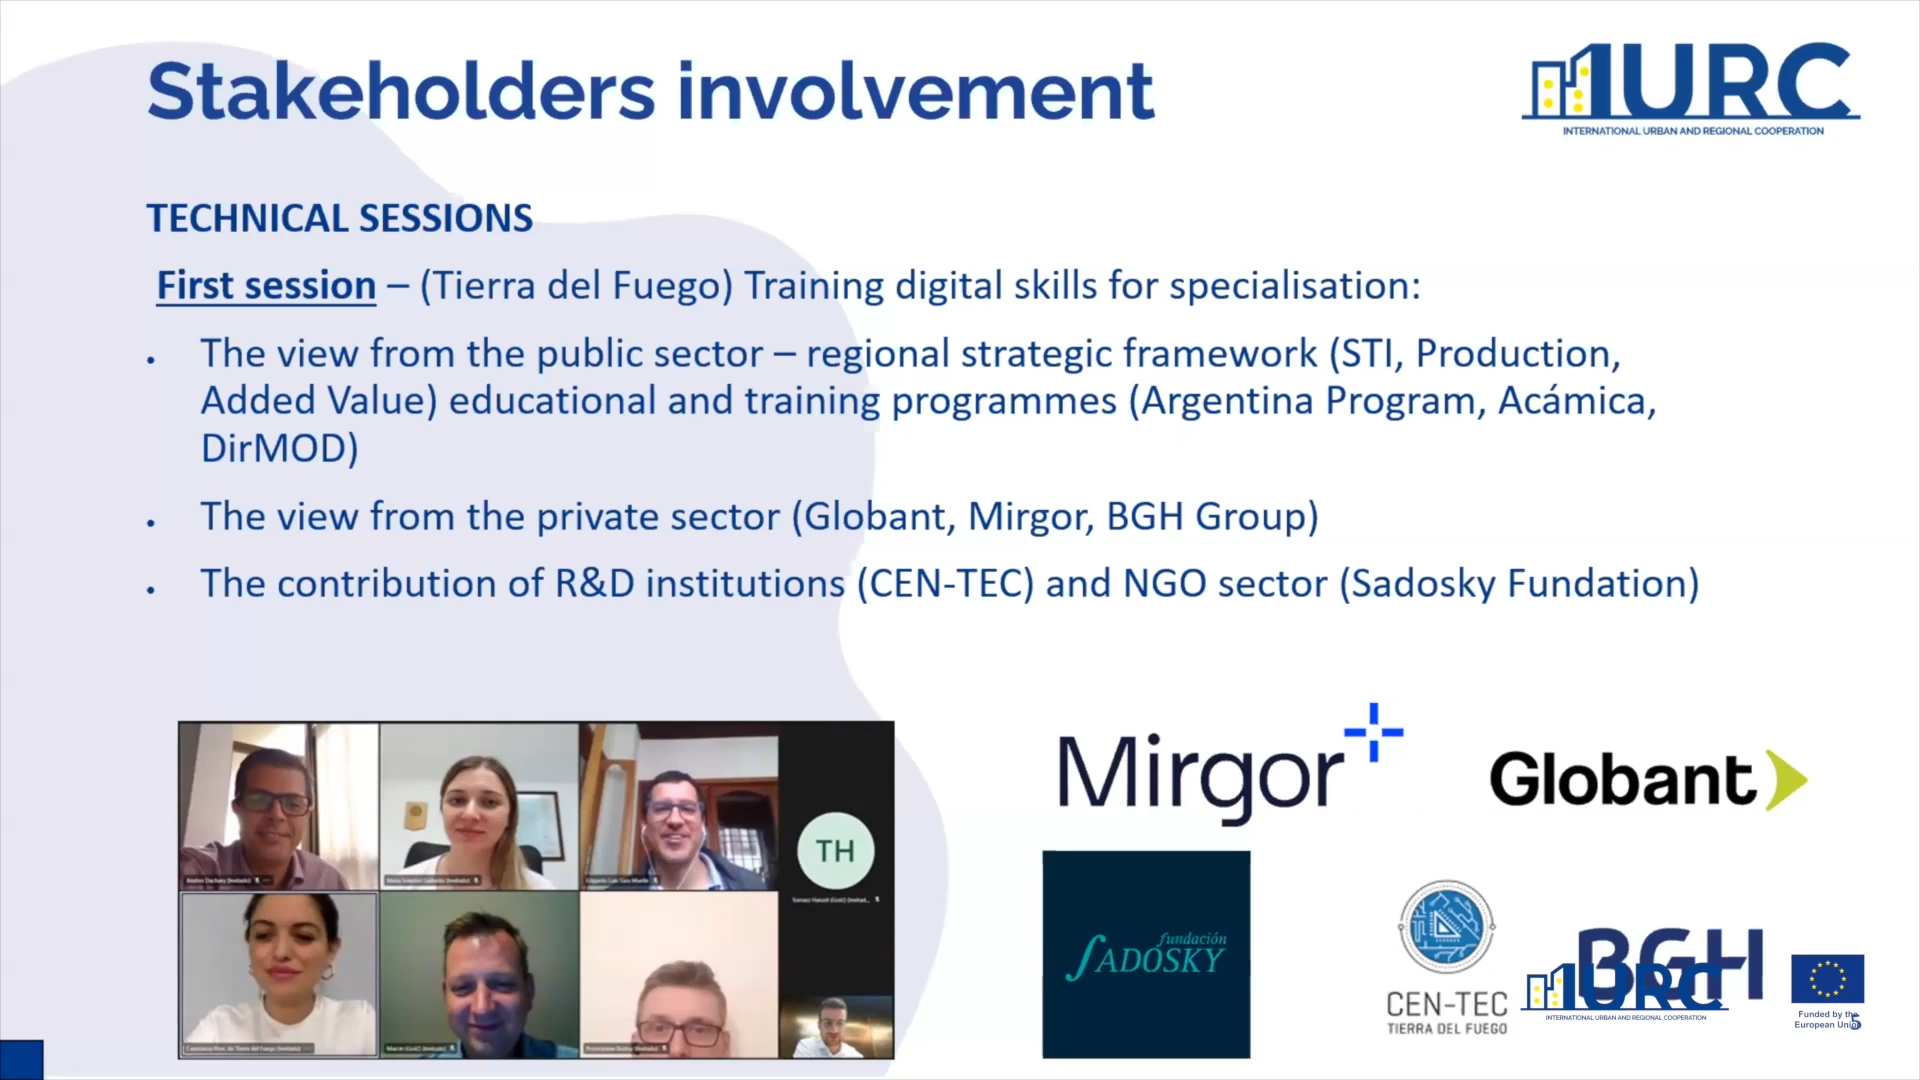 Stakeholders involvement
IURC
INTERNATIONAL URBAN AND REGIONAL COOPERATION
TECHNICAL SESSIONS
First session – (Tierra del Fuego) Training digital skills for specialisation:
• The view from the public sector – regional strategic framework (STI, Production,
Added Value) educational and training programmes (Argentina Program, Acámica,
DirMOD)
• The view from the private sector (Globant, Mirgor, BGH Group)
• The contribution of R&D institutions (CEN-TEC) and NGO sector (Sadosky Fundation)
TH
Mirgor
Globant
fundación
SADOSKY
CEN-TEC
TIERRA DEL FUEGO
BGH
IURC
INTERNATIONAL URBAN AND REGIONAL COOPERATION
Funded by the
European Union
5